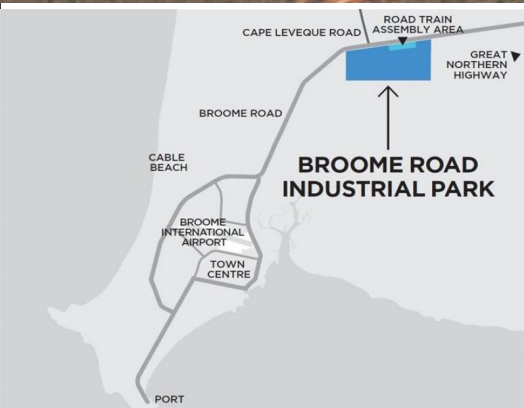 ROAD TRAIN
ASSEMBLY AREA
CAPE LEVEQUE ROAD
GREAT
NORTHERN
HIGHWAY
BROOME ROAD
CABLE
BEACH
BROOME ROAD
INDUSTRIAL PARK
BROOME
INTERNATIONAL
AIRPORT
TOWN
CENTRE
PORT